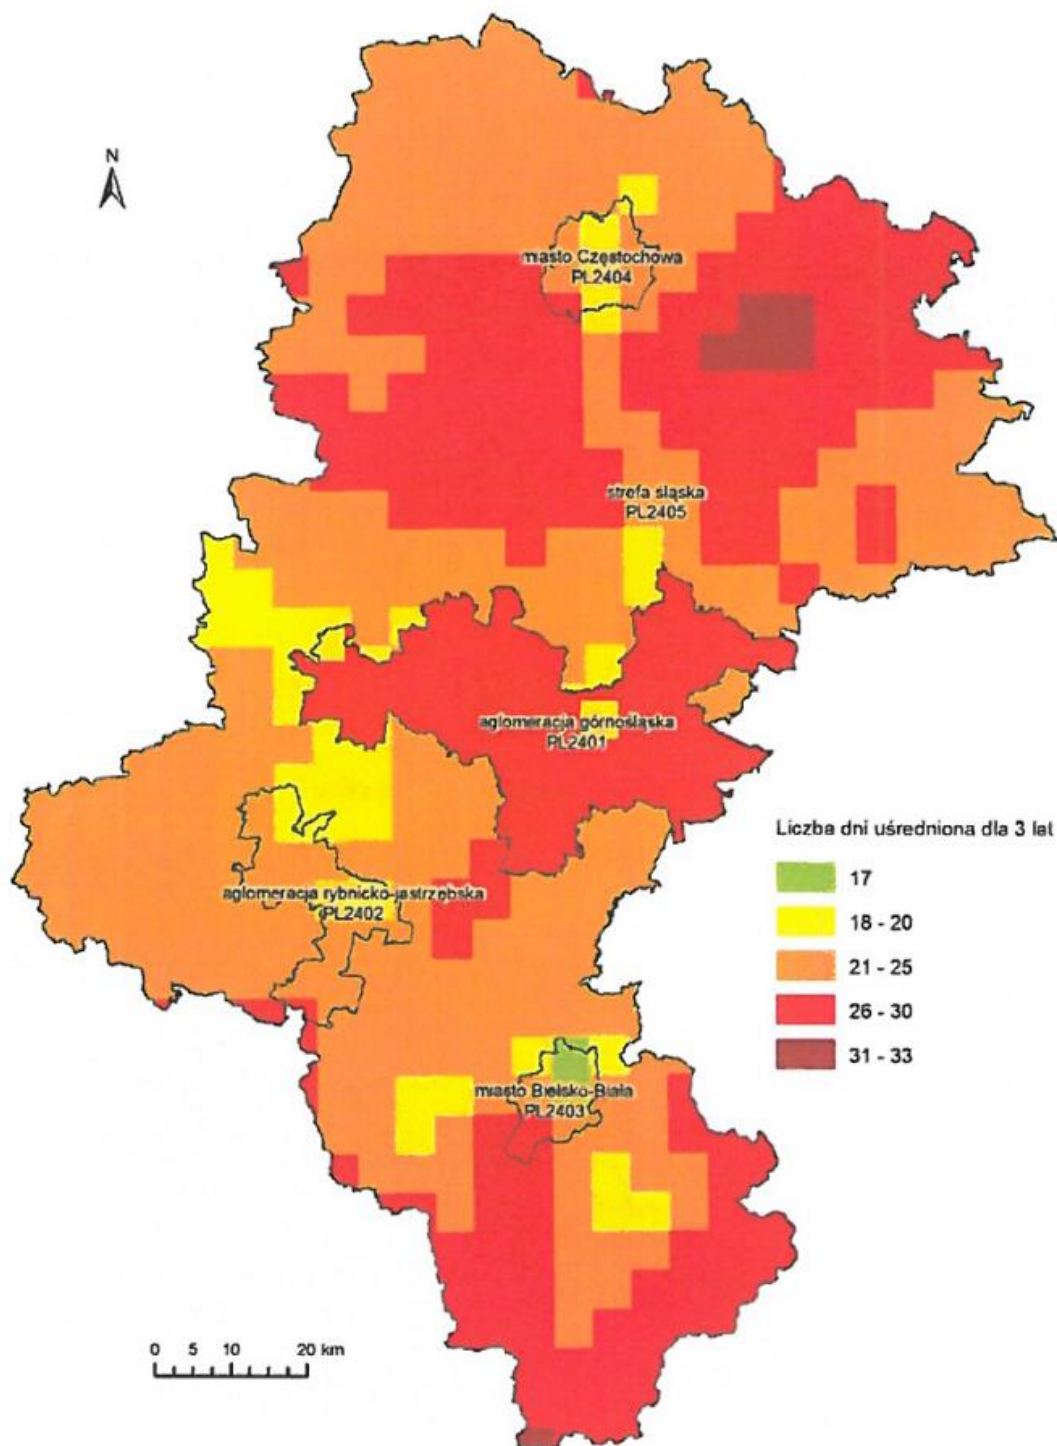 N
miasto Częstochowa
PL2404
strefa śląska
PL2405
aglomeracja górnośląska
PL2401
Liczba dni uśredniona dla 3 lat
17
18 - 20
21 - 25
26 - 30
31 - 33
aglomeracja rybnicko-jastrzębska
PL2402
miasto Bielsko-Biała
PL2403
0 5 10 20 km